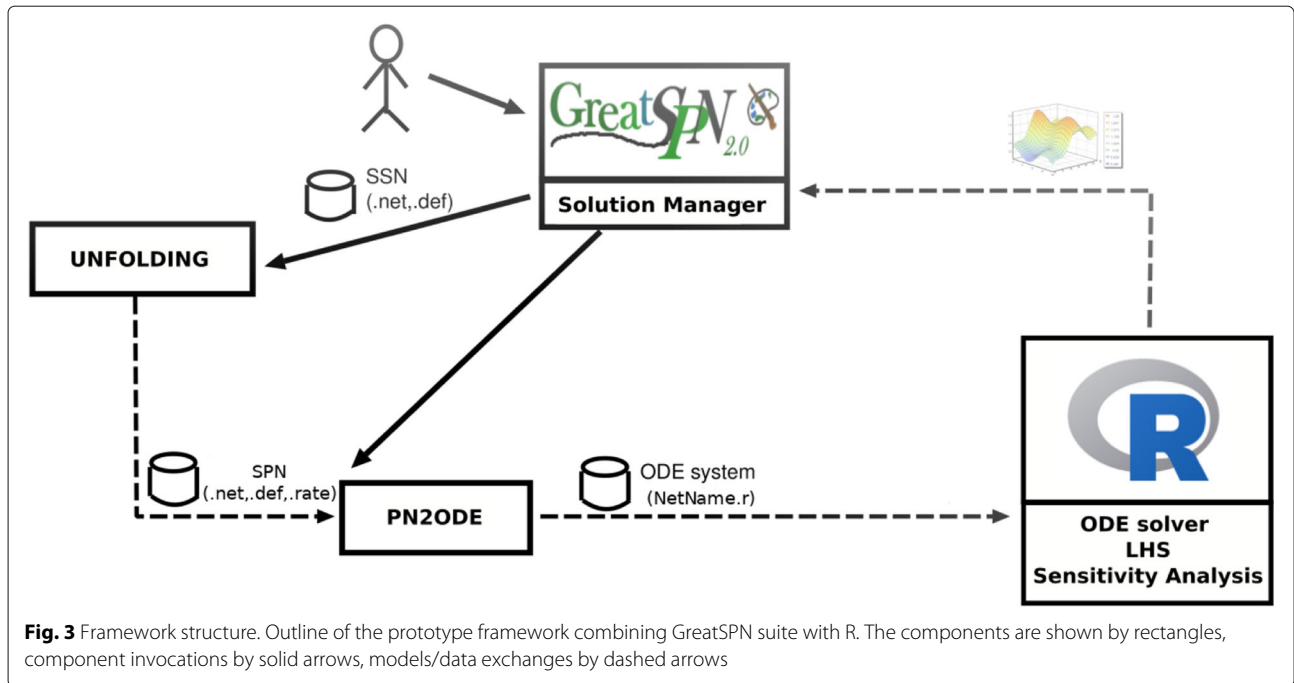 GreatSPN
2.0
Solution Manager
SSN
(.net,.def)
UNFOLDING
SPN
(.net,.def,.rate)
PN2ODE
ODE system
(NetName.r)
R
ODE solver
LHS
Sensitivity Analysis
Fig. 3 Framework structure. Outline of the prototype framework combining GreatSPN suite with R. The components are shown by rectangles,
component invocations by solid arrows, models/data exchanges by dashed arrows